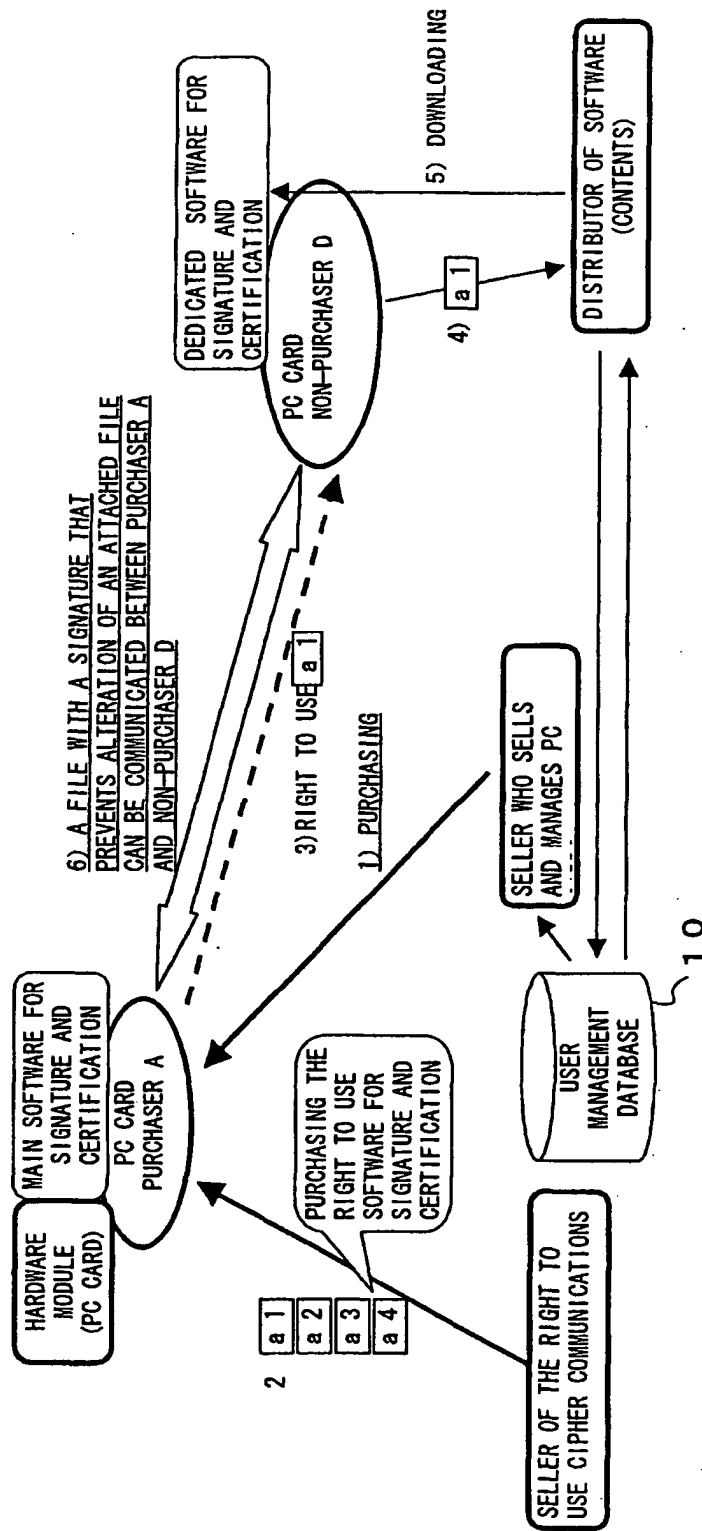 HARDWARE
MODULE
(PC CARD)
MAIN SOFTWARE FOR
SIGNATURE AND
CERTIFICATION
PC CARD
PURCHASER A
6) A FILE WITH A SIGNATURE THAT
PREVENTS ALTERATION OF AN ATTACHED FILE
CAN BE COMMUNICATED BETWEEN PURCHASER A
AND NON-PURCHASER D
DEDICATED SOFTWARE FOR
SIGNATURE AND
CERTIFICATION
PC CARD
NON-PURCHASER D
2
a 1
a 2
a 3
a 4
PURCHASING THE
RIGHT TO USE
SOFTWARE FOR
SIGNATURE AND
CERTIFICATION
3)RIGHT TO USE a 1
1) PURCHASING
4) a 1
5) DOWNLOADING
SELLER OF THE RIGHT TO
USE CIPHER COMMUNICATIONS
USER
MANAGEMENT
DATABASE
10
SELLER WHO SELLS
AND MANAGES PC
DISTRIBUTOR OF SOFTWARE
(CONTENTS)